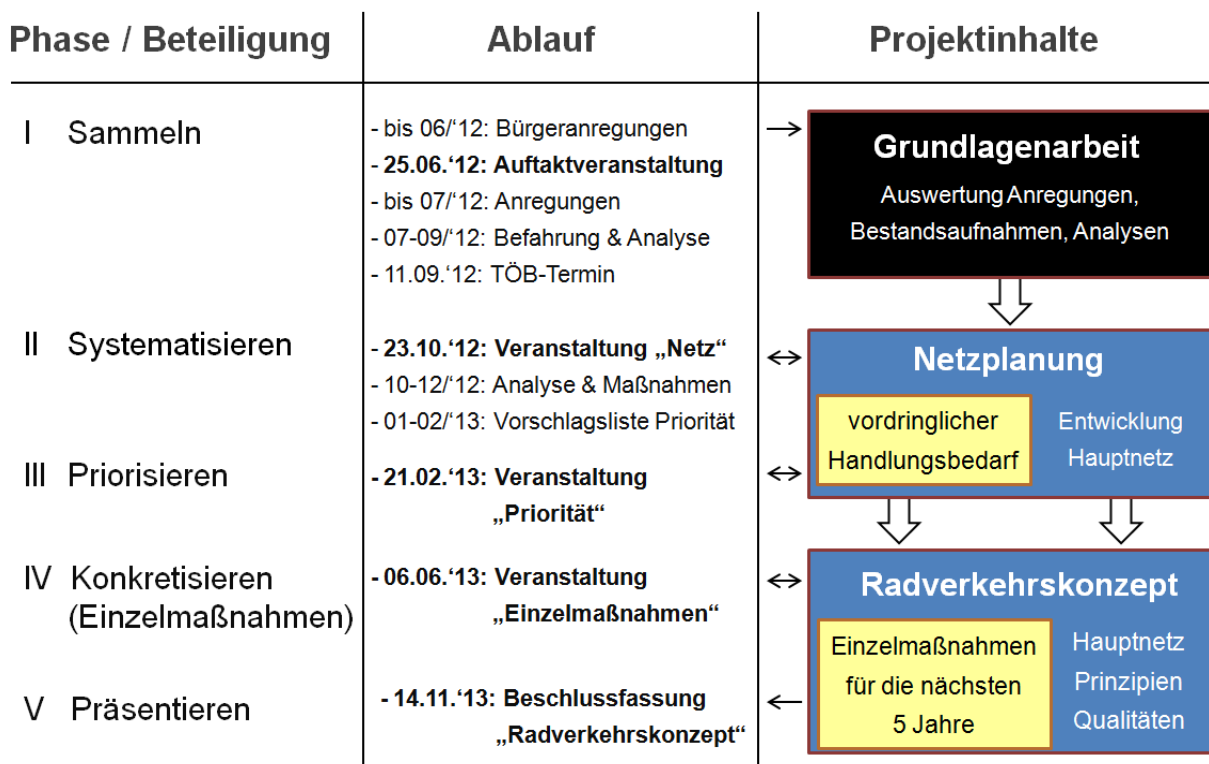 Phase / Beteiligung
Ablauf
Projektinhalte
I Sammeln
- bis 06/‘12: Bürgeranregungen
- 25.06.‘12: Auftaktveranstaltung
- bis 07/‘12: Anregungen
- 07-09/‘12: Befahrung & Analyse
- 11.09.‘12: TÖB-Termin
Grundlagenarbeit
Auswertung Anregungen,
Bestandsaufnahmen, Analysen
II Systematisieren
- 23.10.‘12: Veranstaltung „Netz“
- 10-12/‘12: Analyse & Maßnahmen
- 01-02/‘13: Vorschlagsliste Priorität
Netzplanung
vordringlicher
Handlungsbedarf
Entwicklung
Hauptnetz
III Priorisieren
- 21.02.‘13: Veranstaltung
„Priorität“
IV Konkretisieren
(Einzelmaßnahmen)
- 06.06.‘13: Veranstaltung
„Einzelmaßnahmen“
Radverkehrskonzept
Einzelmaßnahmen
für die nächsten
5 Jahre
Hauptnetz
Prinzipien
Qualitäten
V Präsentieren
- 14.11.‘13: Beschlussfassung
„Radverkehrskonzept“